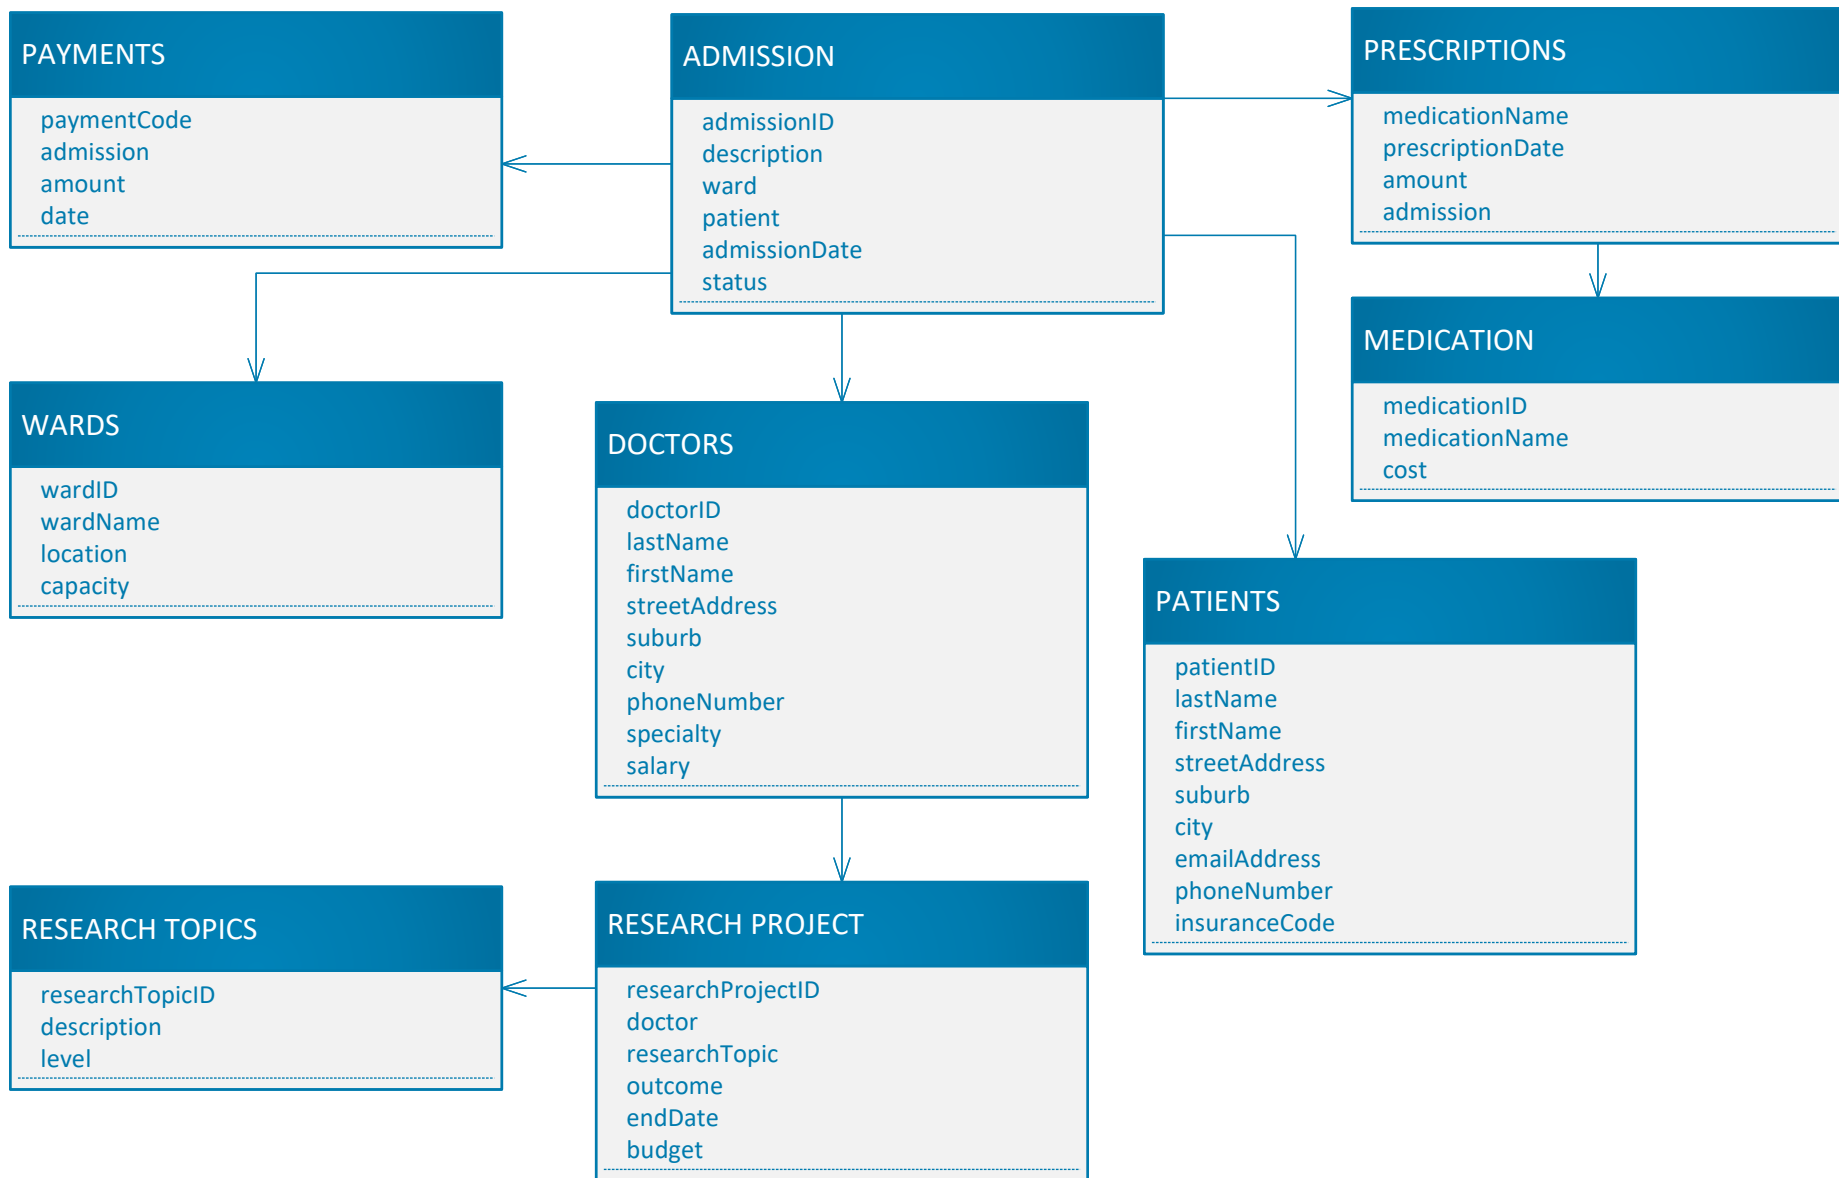 PAYMENTS
paymentCode
admission
amount
date
ADMISSION
admissionID
description
ward
patient
admissionDate
status
PRESCRIPTIONS
medicationName
prescriptionDate
amount
admission
MEDICATION
medicationID
medicationName
cost
WARDS
wardID
wardName
location
capacity
DOCTORS
doctorID
lastName
firstName
streetAddress
suburb
city
phoneNumber
specialty
salary
PATIENTS
patientID
lastName
firstName
streetAddress
suburb
city
emailAddress
phoneNumber
insuranceCode
RESEARCH TOPICS
researchTopicID
description
level
RESEARCH PROJECT
researchProjectID
doctor
researchTopic
outcome
endDate
budget